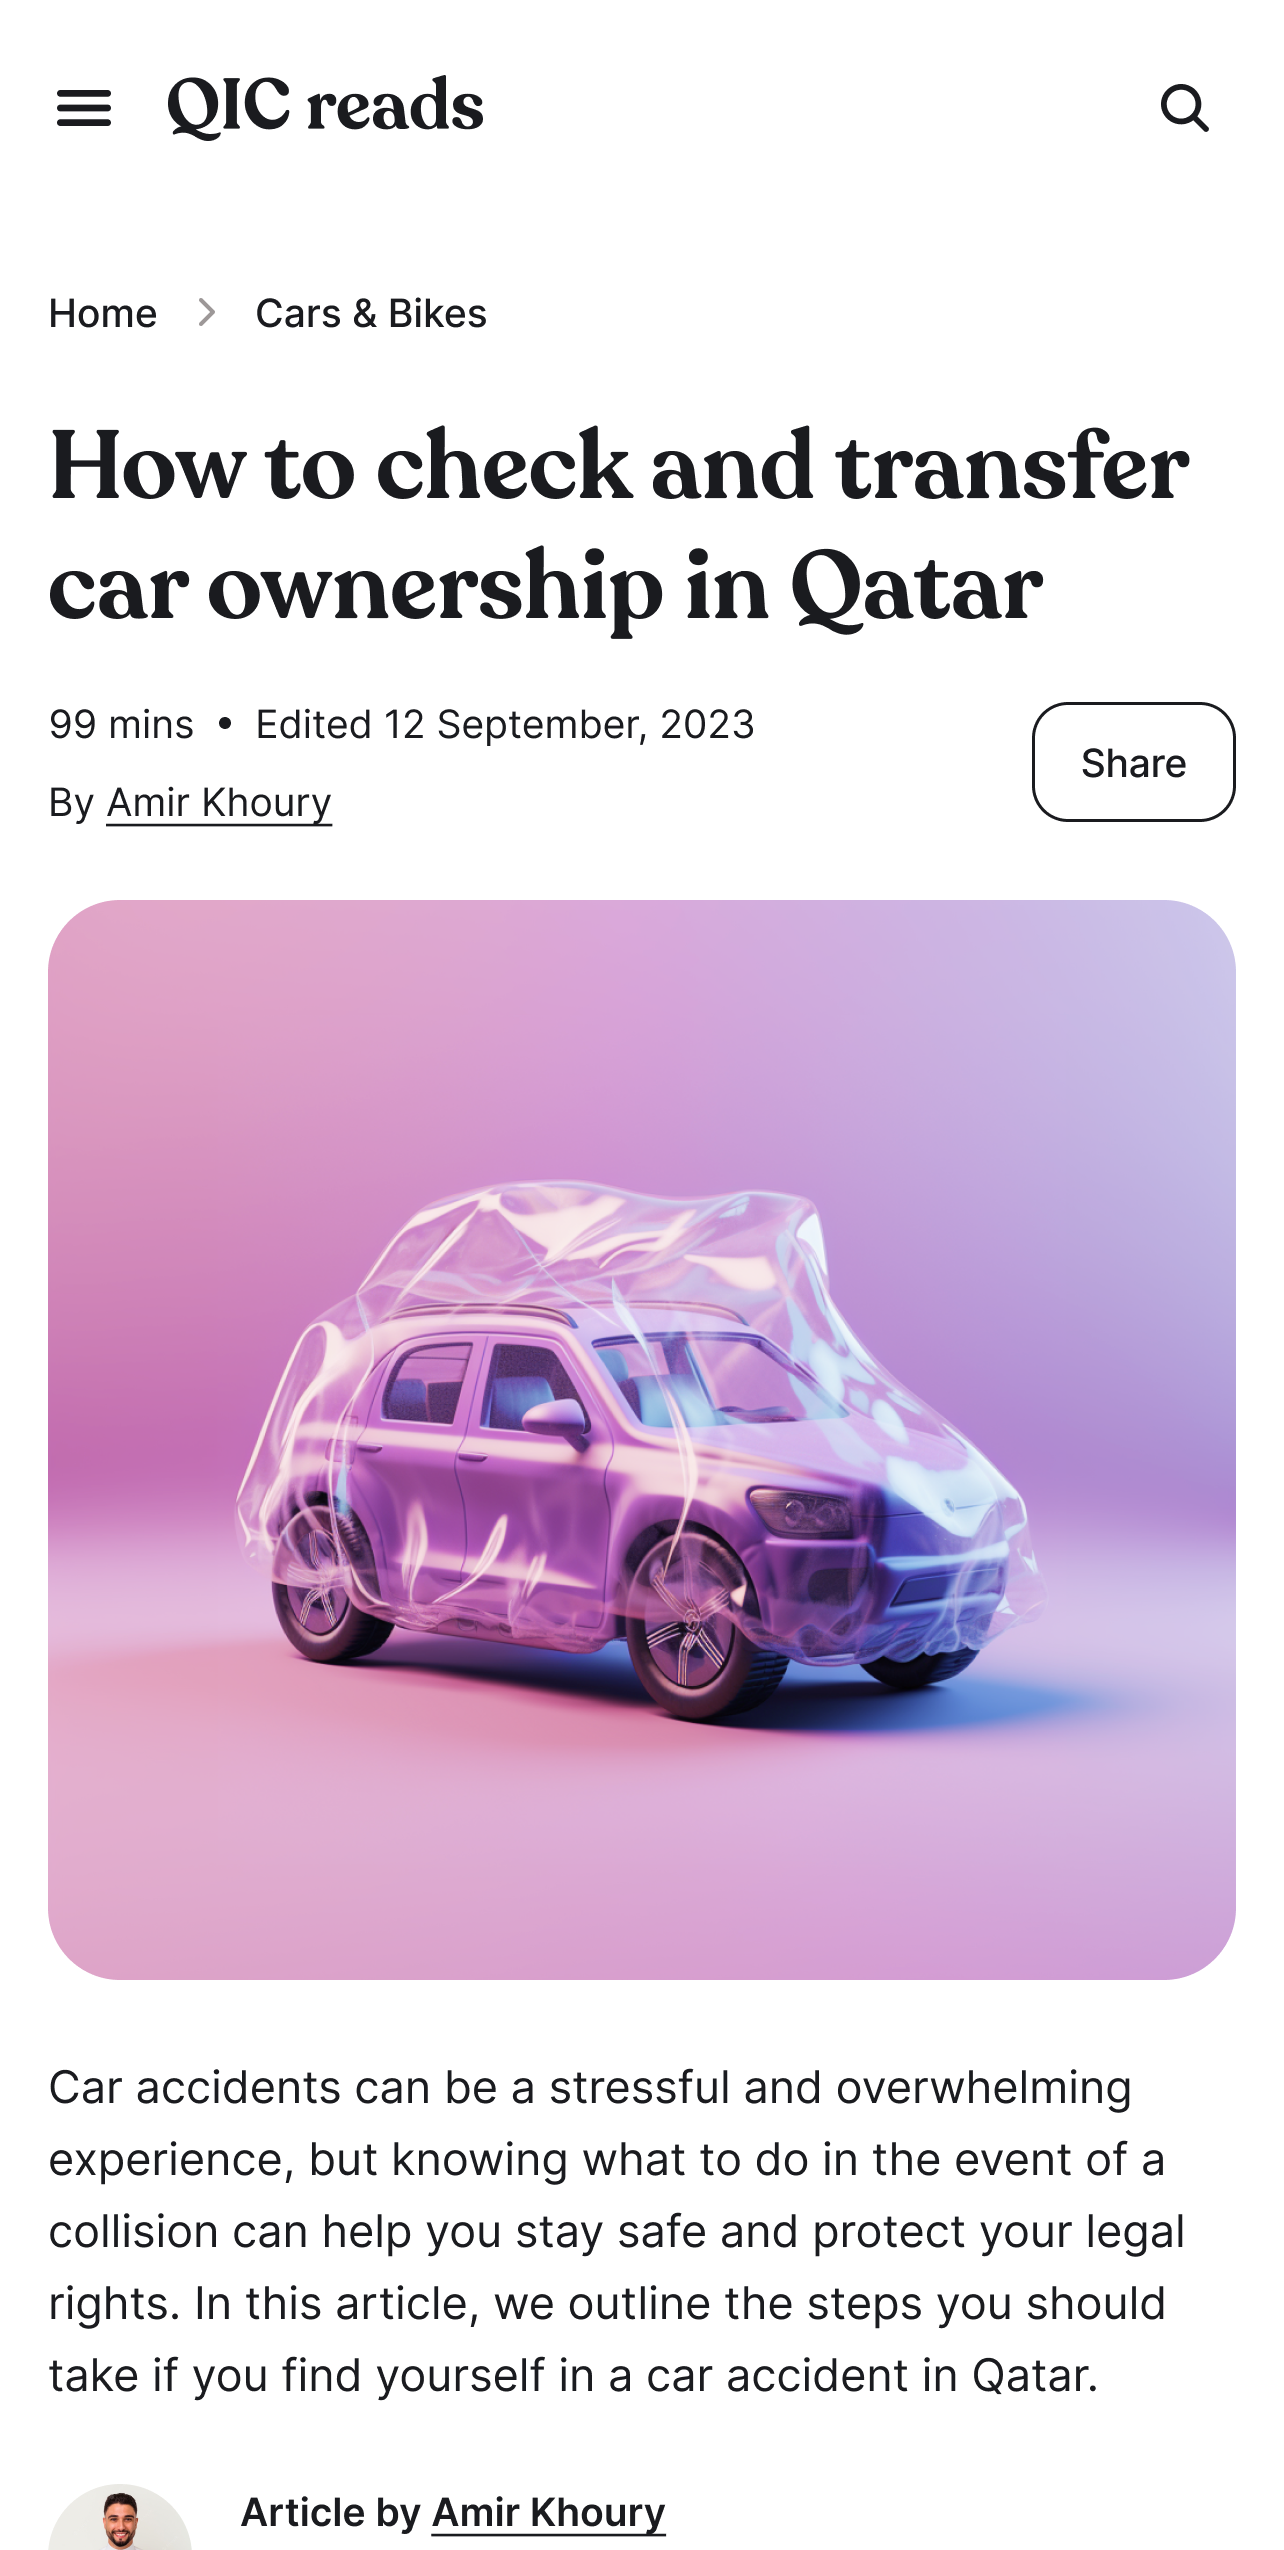 QIC reads
Home > Cars & Bikes
How to check and transfer
car ownership in Qatar
99 mins • Edited 12 September, 2023
By Amir Khoury
Share
Car accidents can be a stressful and overwhelming
experience, but knowing what to do in the event of a
collision can help you stay safe and protect your legal
rights. In this article, we outline the steps you should
take if you find yourself in a car accident in Qatar.
Article by Amir Khoury